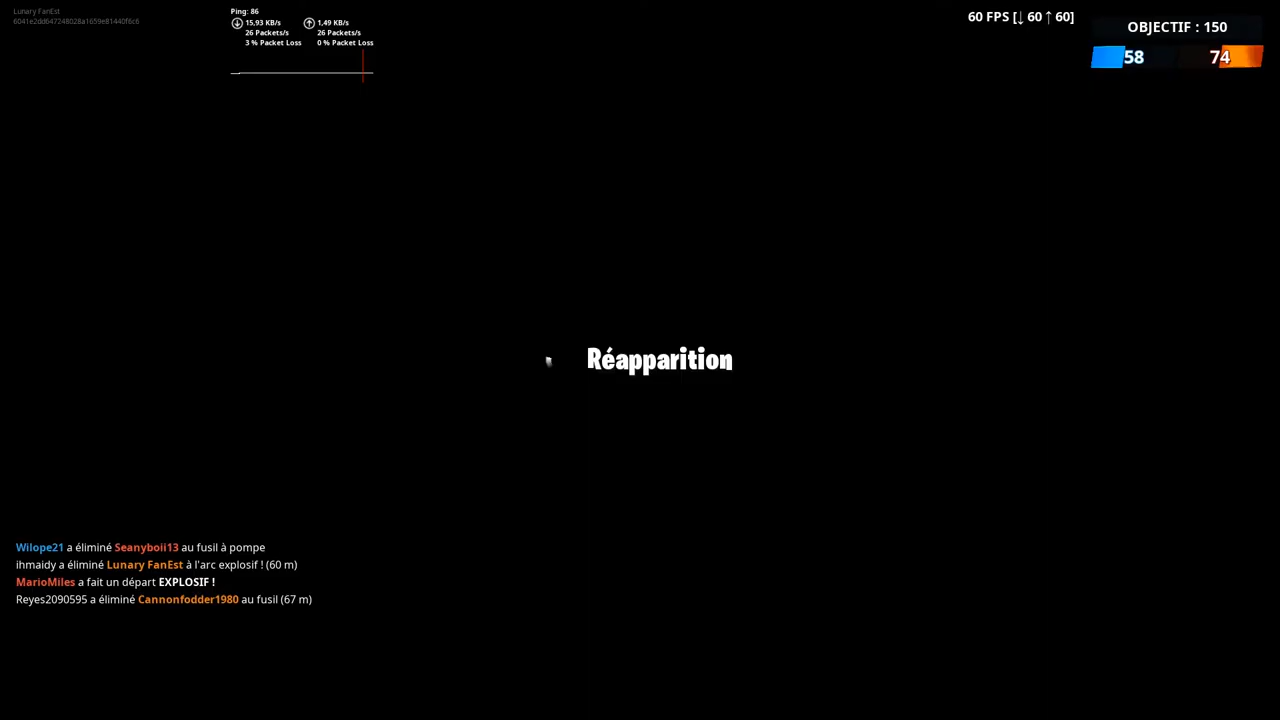 Lunary FanEst
6041e2dd647248028a1659e81440f6c6
Ping: 86
15,93 KB/s
26 Packets/s
3 % Packet Loss
1,49 KB/s
26 Packets/s
0 % Packet Loss
60 FPS [↓ 60 ↑ 60]
OBJECTIF : 150
58
74
Réapparition
Wilope21 a éliminé Seanyboii13 au fusil à pompe
ihmaidy a éliminé Lunary FanEst à l'arc explosif ! (60 m)
MarioMiles a fait un départ EXPLOSIF !
Reyes2090595 a éliminé Cannonfodder1980 au fusil (67 m)